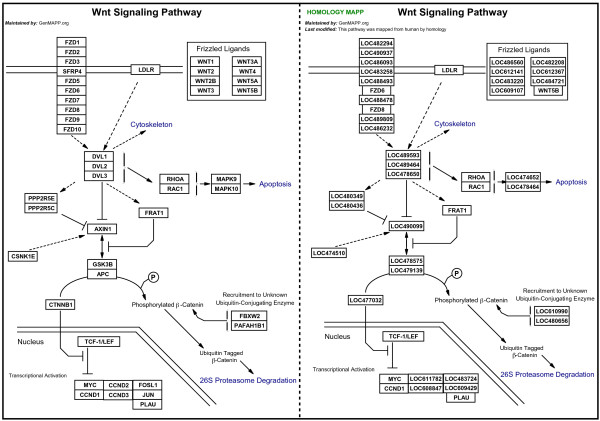 Wnt Signaling Pathway
Maintained by: GenMAPP.org
FZD1
FZD2
FZD3
SFRP4
FZD5
FZD6
FZD7
FZD8
FZD9
FZD10
LDLR
Frizzled Ligands
WNT1 WNT3A
WNT2 WNT4
WNT2B WNT5A
WNT3 WNT5B
Cytoskeleton
DVL1
DVL2
DVL3
RHOA
RAC1
MAPK9
MAPK10
Apoptosis
PPP2R5E
PPP2R5C
FRAT1
AXIN1
CSNK1E
GSK3B
APC
P
CTNNB1
Phosphorylated β-Catenin
Recruitment to Unknown
Ubiquitin-Conjugating Enzyme
FBXW2
PAFAH1B1
Nucleus
TCF-1/LEF
Ubiquitin Tagged
β-Catenin
Transcriptional Activation
26S Proteasome Degradation
MYC CCND2 FOSL1
CCND1 CCND3 JUN
PLAU
HOMOLOGY MAPP
Wnt Signaling Pathway
Maintained by: GenMAPP.org
Last modified: This pathway was mapped from human by homology
LOC482294
LOC490937
LOC486093
LOC483258
LOC488493
FZD6
LOC488478
FZD8
LOC489809
LOC486232
LDLR
Frizzled Ligands
LOC486560 LOC482208
LOC612141 LOC612367
LOC483220 LOC484721
LOC609107 WNT5B
Cytoskeleton
LOC489593
LOC489464
LOC478650
RHOA
RAC1
LOC474652
LOC478484
Apoptosis
LOC480349
LOC480436
FRAT1
LOC490099
LOC474510
LOC478575
LOC479139
P
LOC477032
Phosphorylated β-Catenin
Recruitment to Unknown
Ubiquitin-Conjugating Enzyme
LOC610990
LOC480656
Nucleus
TCF-1/LEF
Ubiquitin Tagged
β-Catenin
Transcriptional Activation
26S Proteasome Degradation
MYC LOC611782 LOC483724
CCND1 LOC608847 LOC609429
PLAU